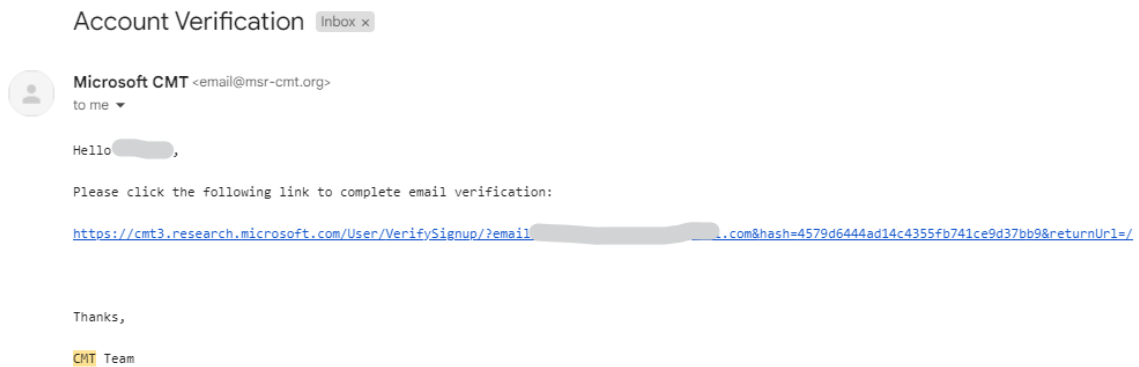 Account Verification Inbox x
Microsoft CMT <email@msr-cmt.org>
to me
Hello ,
Please click the following link to complete email verification:
https://cmt3.research.microsoft.com/User/VerifySignup/?email .com&hash=4579d6444ad14c4355fb741ce9d37bb9&returnUrl=/
Thanks,
CMT Team